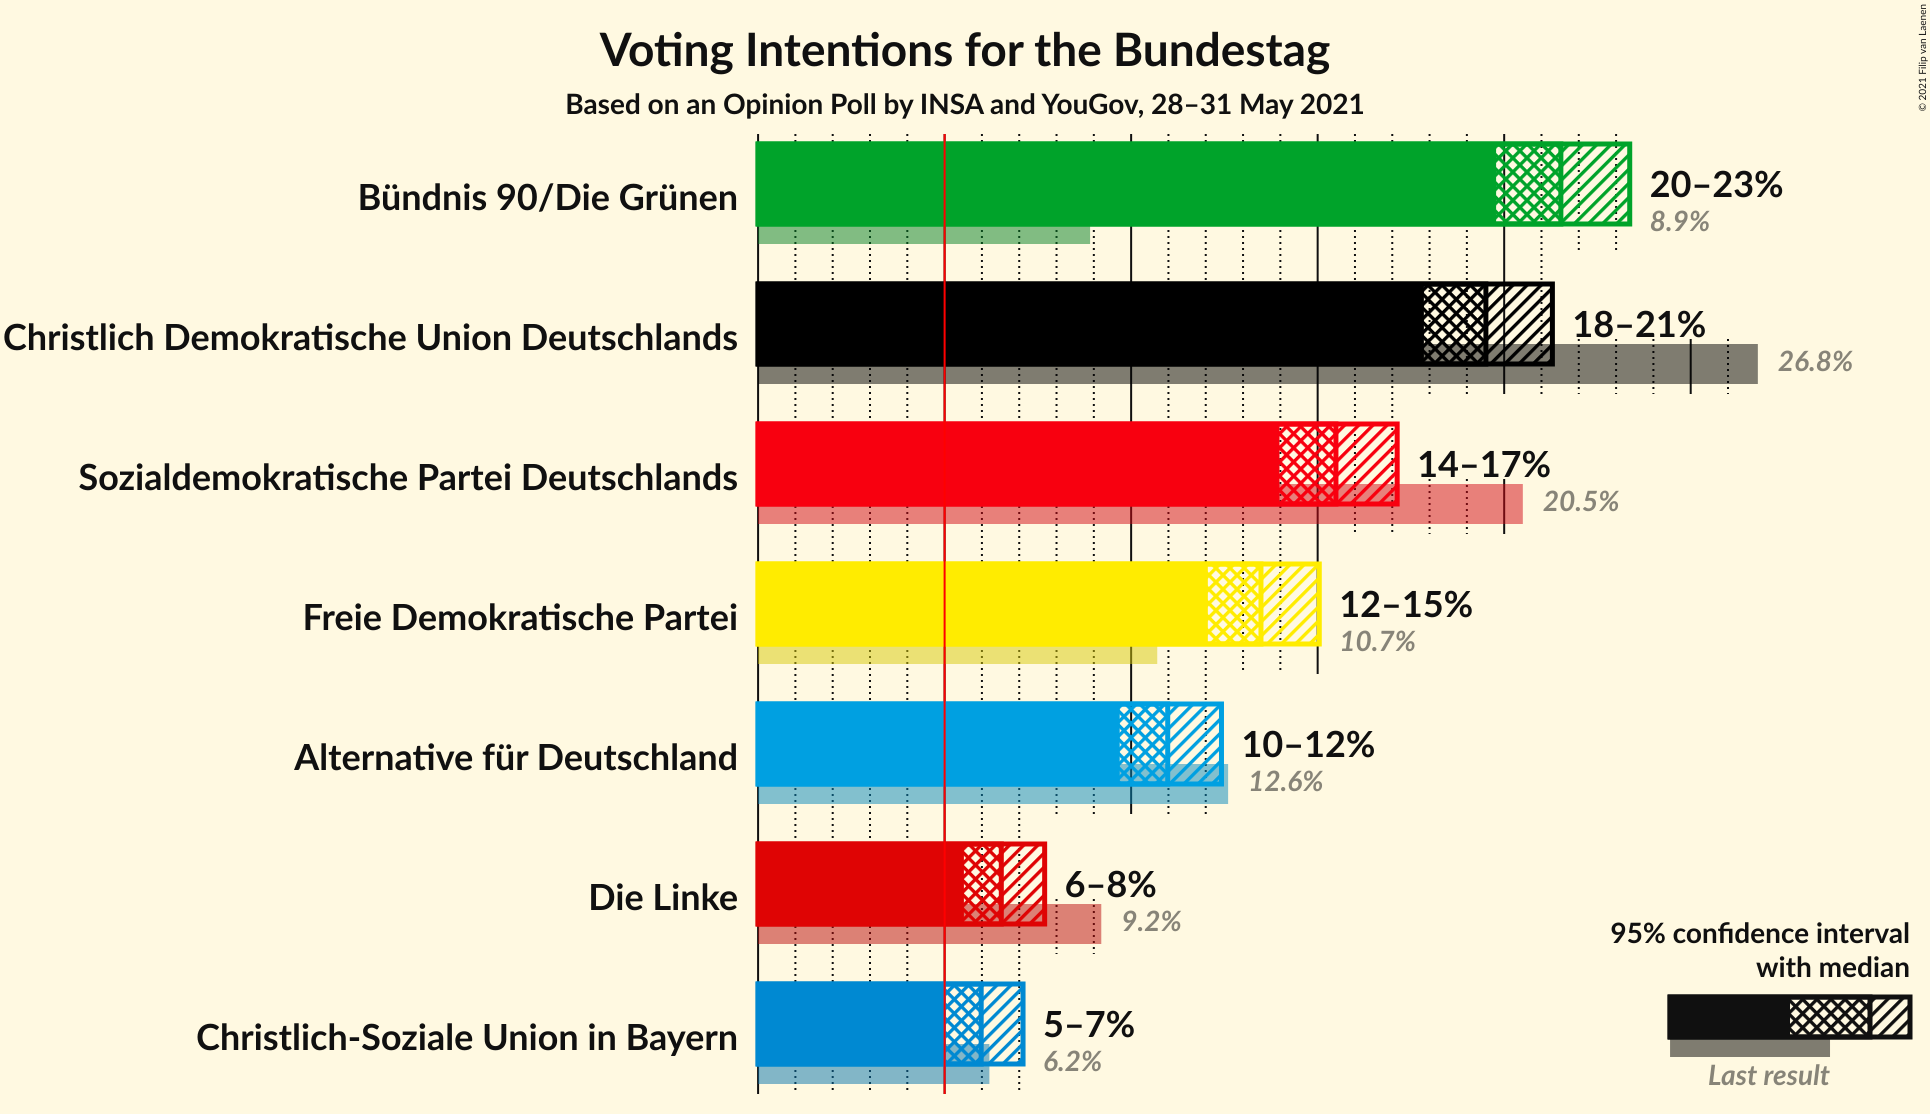 Voting Intentions for the Bundestag
Based on an Opinion Poll by INSA and YouGov, 28–31 May 2021
© 2021 Filip van Laenen
Bündnis 90/Die Grünen
20–23%
8.9%
Christlich Demokratische Union Deutschlands
18–21%
26.8%
Sozialdemokratische Partei Deutschlands
14–17%
20.5%
Freie Demokratische Partei
12–15%
10.7%
Alternative für Deutschland
10–12%
12.6%
Die Linke
6–8%
9.2%
Christlich-Soziale Union in Bayern
5–7%
6.2%
95% confidence interval
with median
Last result